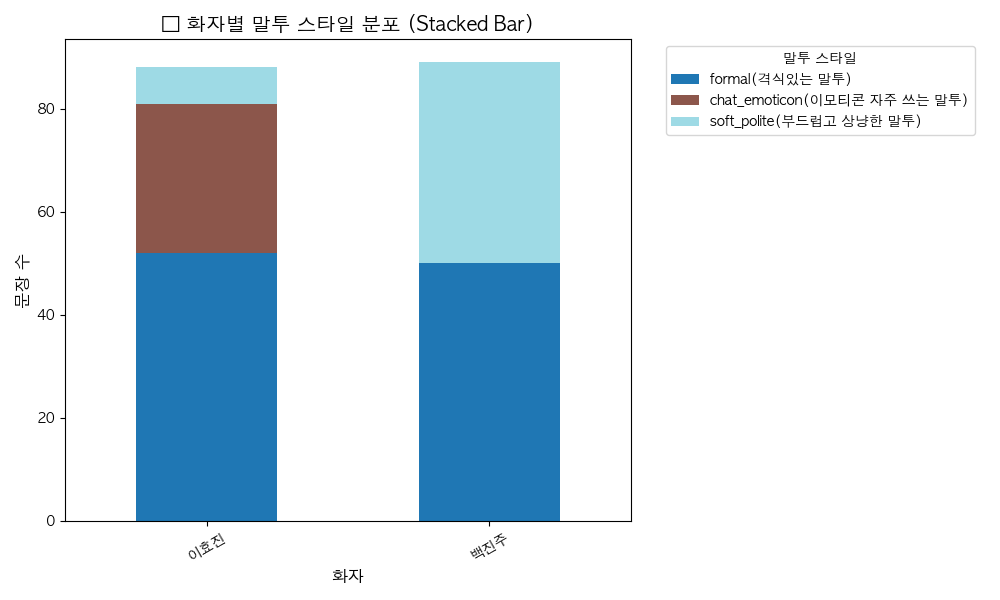 □ 화자별 말투 스타일 분포 (Stacked Bar)
말투 스타일
formal(격식있는 말투)
chat_emoticon(이모티콘 자주 쓰는 말투)
soft_polite(부드럽고 상냥한 말투)
문장 수
80
60
40
20
0
이효진
백진주
화자